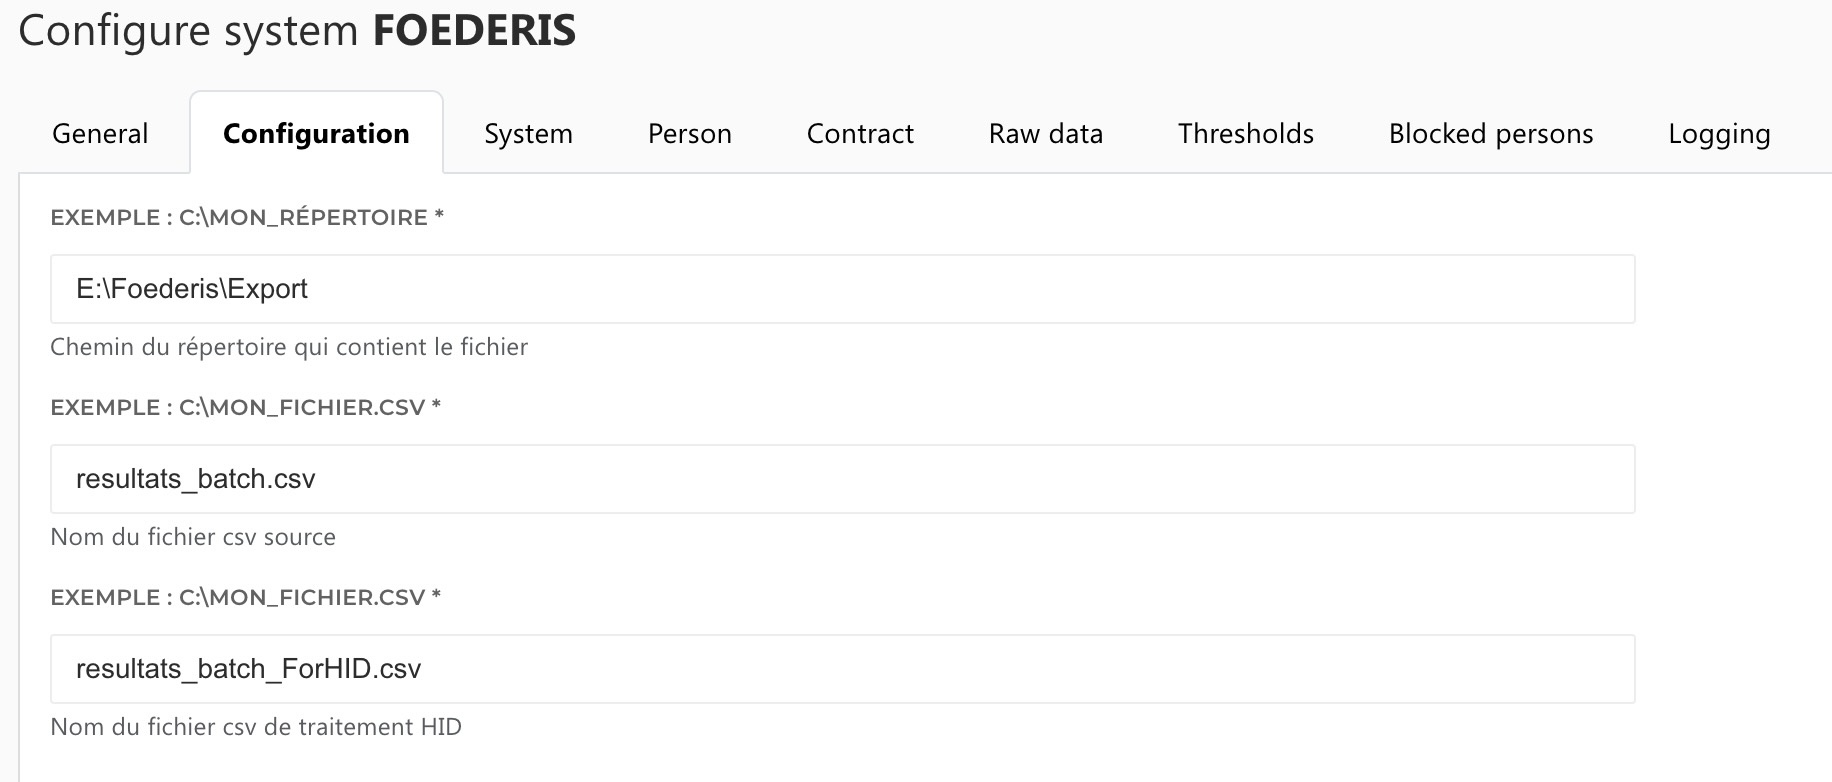 Configure system FOEDERIS
General Configuration System Person Contract Raw data Thresholds Blocked persons Logging
EXEMPLE : C:\MON_RÉPERTOIRE *
E:\Foederis\Export
Chemin du répertoire qui contient le fichier
EXEMPLE : C:\MON_FICHIER.CSV *
resultats_batch.csv
Nom du fichier csv source
EXEMPLE : C:\MON_FICHIER.CSV *
resultats_batch_ForHID.csv
Nom du fichier csv de traitement HID